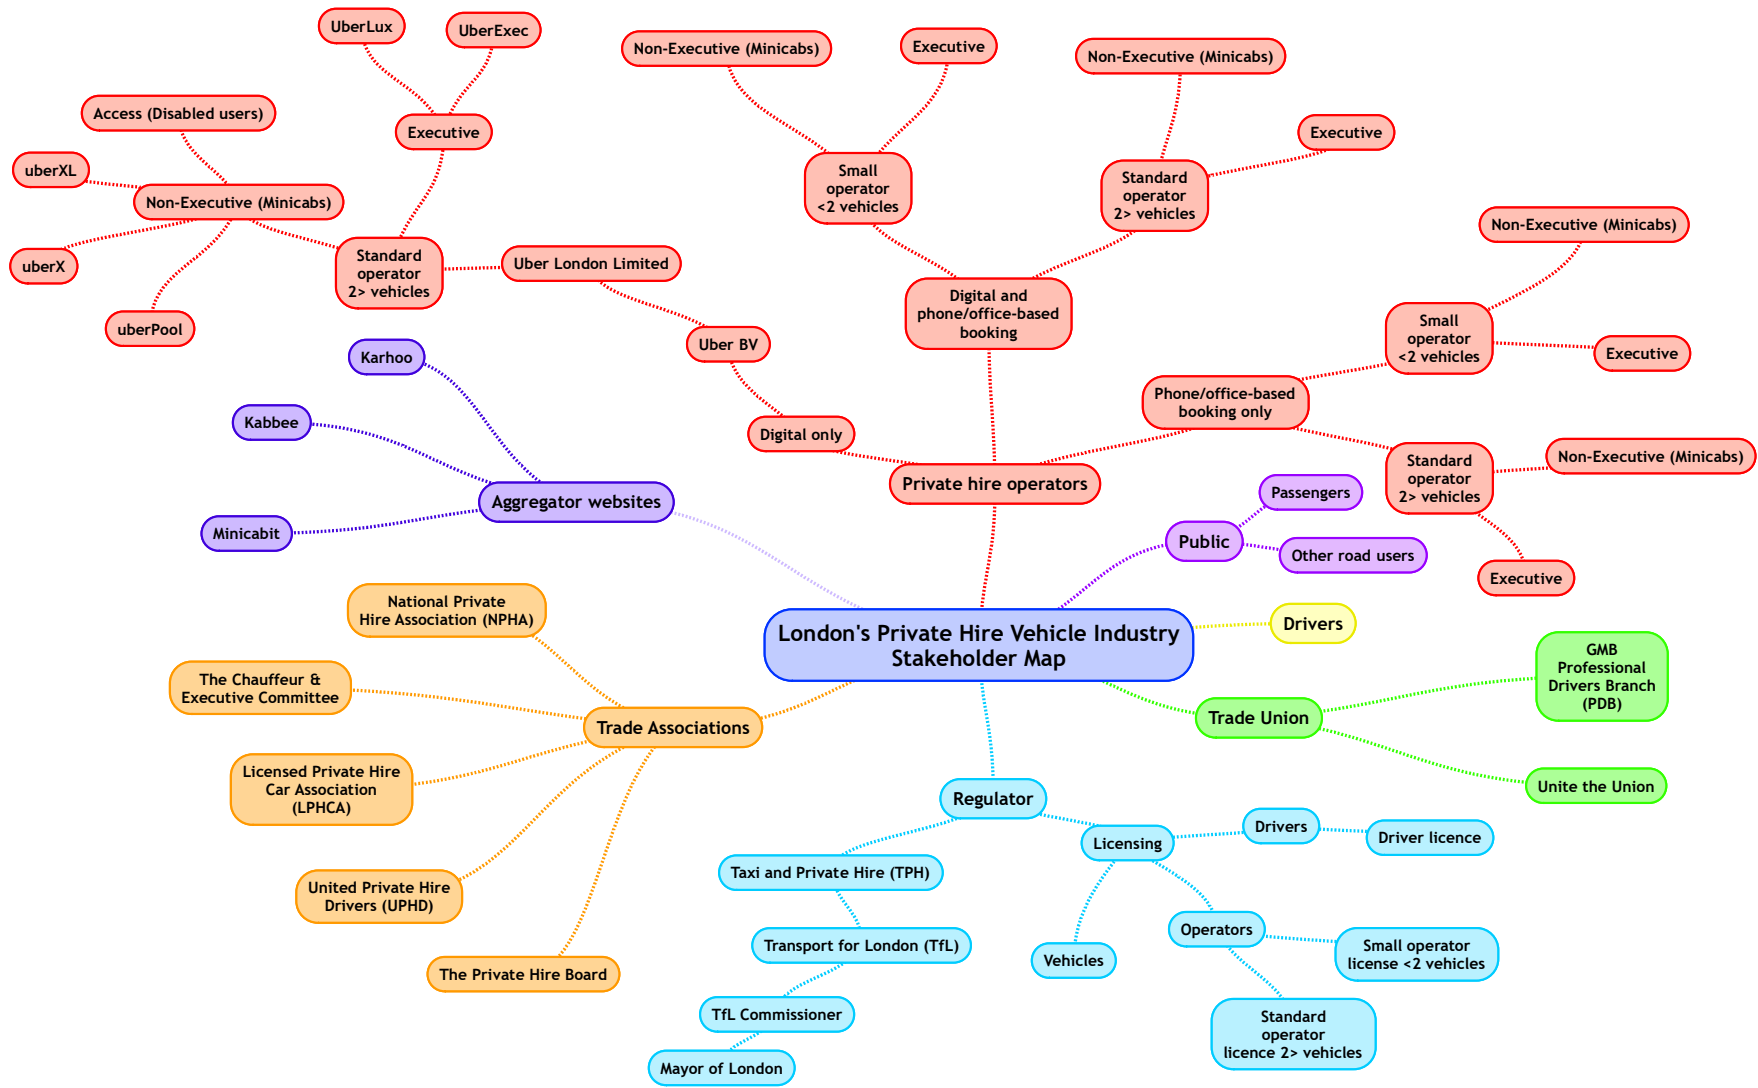 UberLux
UberExec
Non-Executive (Minicabs)
Executive
Non-Executive (Minicabs)
Access (Disabled users)
Executive
Executive
uberXL
Small
operator
<2 vehicles
Standard
operator
2> vehicles
Non-Executive (Minicabs)
Non-Executive (Minicabs)
uberX
Standard
operator
2> vehicles
Uber London Limited
Digital and
phone/office-based
booking
uberPool
Uber BV
Small
operator
<2 vehicles
Executive
Karhoo
Phone/office-based
booking only
Kabbee
Digital only
Non-Executive (Minicabs)
Standard
operator
2> vehicles
Private hire operators
Aggregator websites
Passengers
Minicabit
Public
Other road users
Executive
National Private
Hire Association (NPHA)
London's Private Hire Vehicle Industry
Stakeholder Map
Drivers
GMB
Professional
Drivers Branch
(PDB)
The Chauffeur &
Executive Committee
Trade Associations
Trade Union
Licensed Private Hire
Car Association
(LPHCA)
Regulator
Unite the Union
Licensing
Drivers
Driver licence
Taxi and Private Hire (TPH)
United Private Hire
Drivers (UPHD)
Operators
Transport for London (TfL)
Vehicles
Small operator
license <2 vehicles
The Private Hire Board
TfL Commissioner
Standard
operator
licence 2> vehicles
Mayor of London